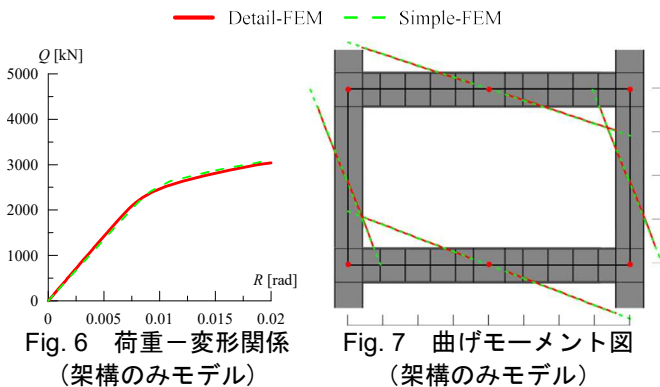 Detail-FEM Simple-FEM
Q [kN]
5000
4000
3000
2000
1000
0
R [rad]
0 0.005 0.01 0.015 0.02
Fig. 6 荷重－変形関係
（架構のみモデル）
Fig. 7 曲げモーメント図
（架構のみモデル）